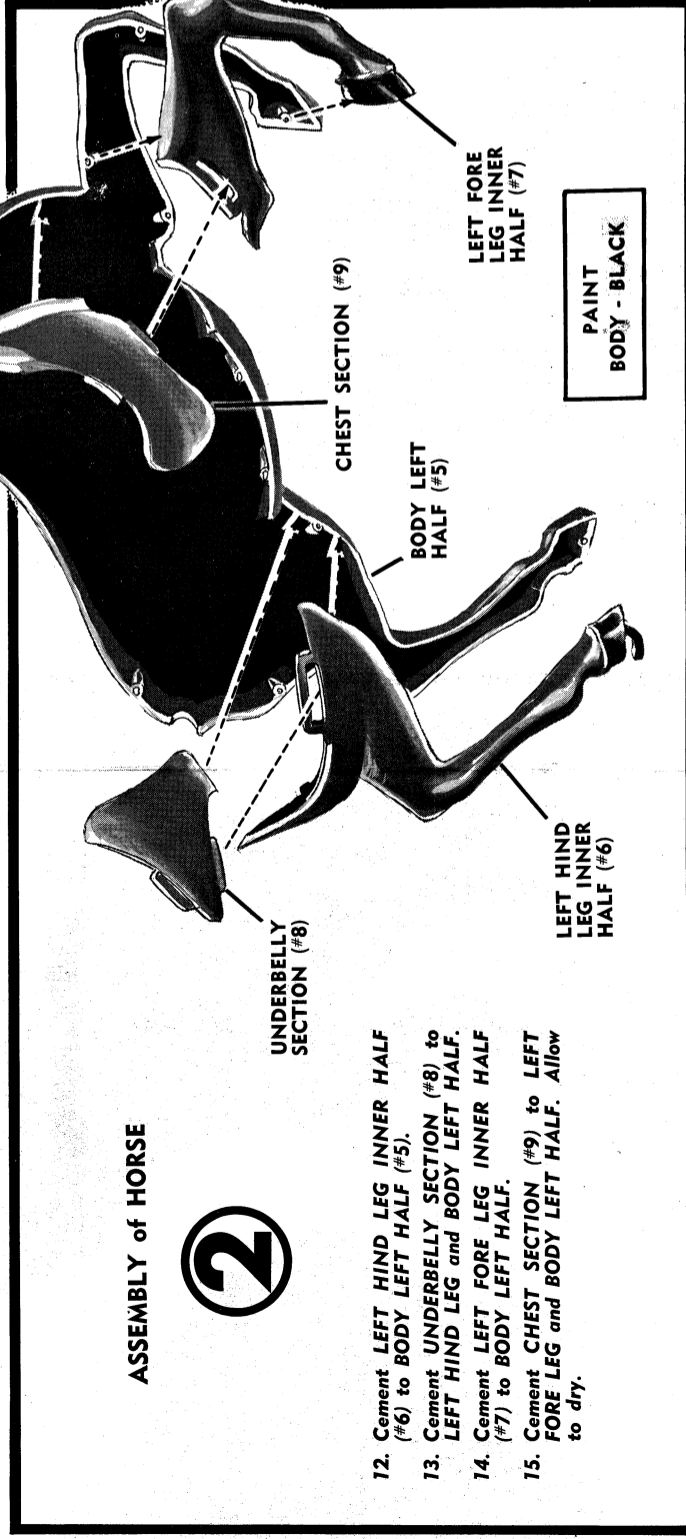 ASSEMBLY of HORSE
2
12. Cement LEFT HIND LEG INNER HALF
(#6) to BODY LEFT HALF (#5).
13. Cement UNDERBELLY SECTION (#8) to
LEFT HIND LEG and BODY LEFT HALF.
14. Cement LEFT FORE LEG INNER HALF
(#7) to BODY LEFT HALF.
15. Cement CHEST SECTION (#9) to LEFT
FORE LEG and BODY LEFT HALF. Allow
to dry.
UNDERBELLY
SECTION (#8)
LEFT HIND
LEG INNER
HALF (#6)
BODY LEFT
HALF (#5)
CHEST SECTION (#9)
LEFT FORE
LEG INNER
HALF (#7)
PAINT
BODY - BLACK